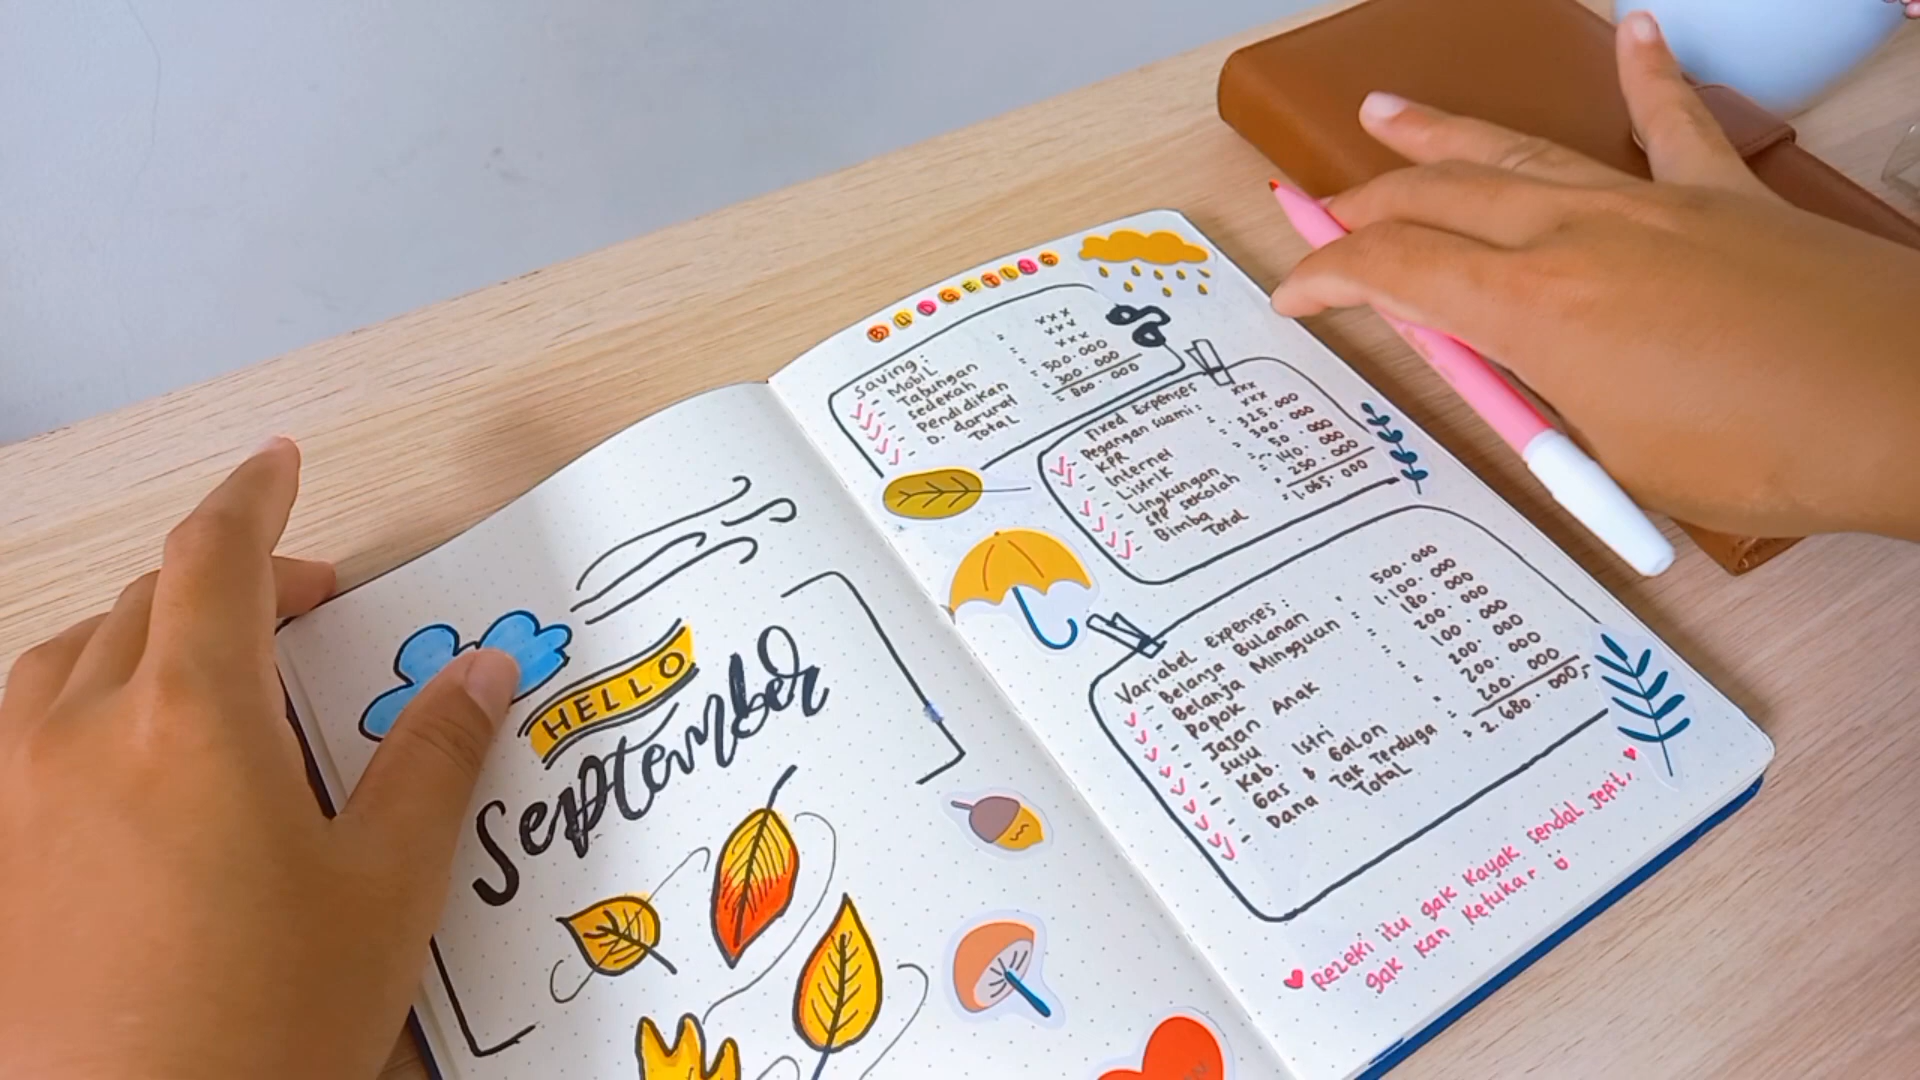 HELLO
September
BUDGETING
Saving :
- Mobil : xxx
- Tabungan : xxx
- Sedekah : xxx
- Pendidikan : 500.000
- D. darurat : 300.000
Total : 800.000
Fixed Expenses
Pegangan suami : xxx
- KPR : xxx
- Internet : 325.000
- Listrik : 300.000
- Lingkungan : 50.000
- SPP sekolah : 140.000
- Bimba : 250.000
Total : 1.065.000
Variabel Expenses :
- Belanja Bulanan : 500.000
- Belanja Mingguan : 1.100.000
- Popok : 180.000
- Jajan Anak : 200.000
- Susu : 100.000
- Keb. Istri : 200.000
- Gas & Galon : 200.000
- Dana Tak Terduga : 200.000
Total : 2.680.000,-
Rezeki itu gak kayak sendal jepit,
gak kan ketukar